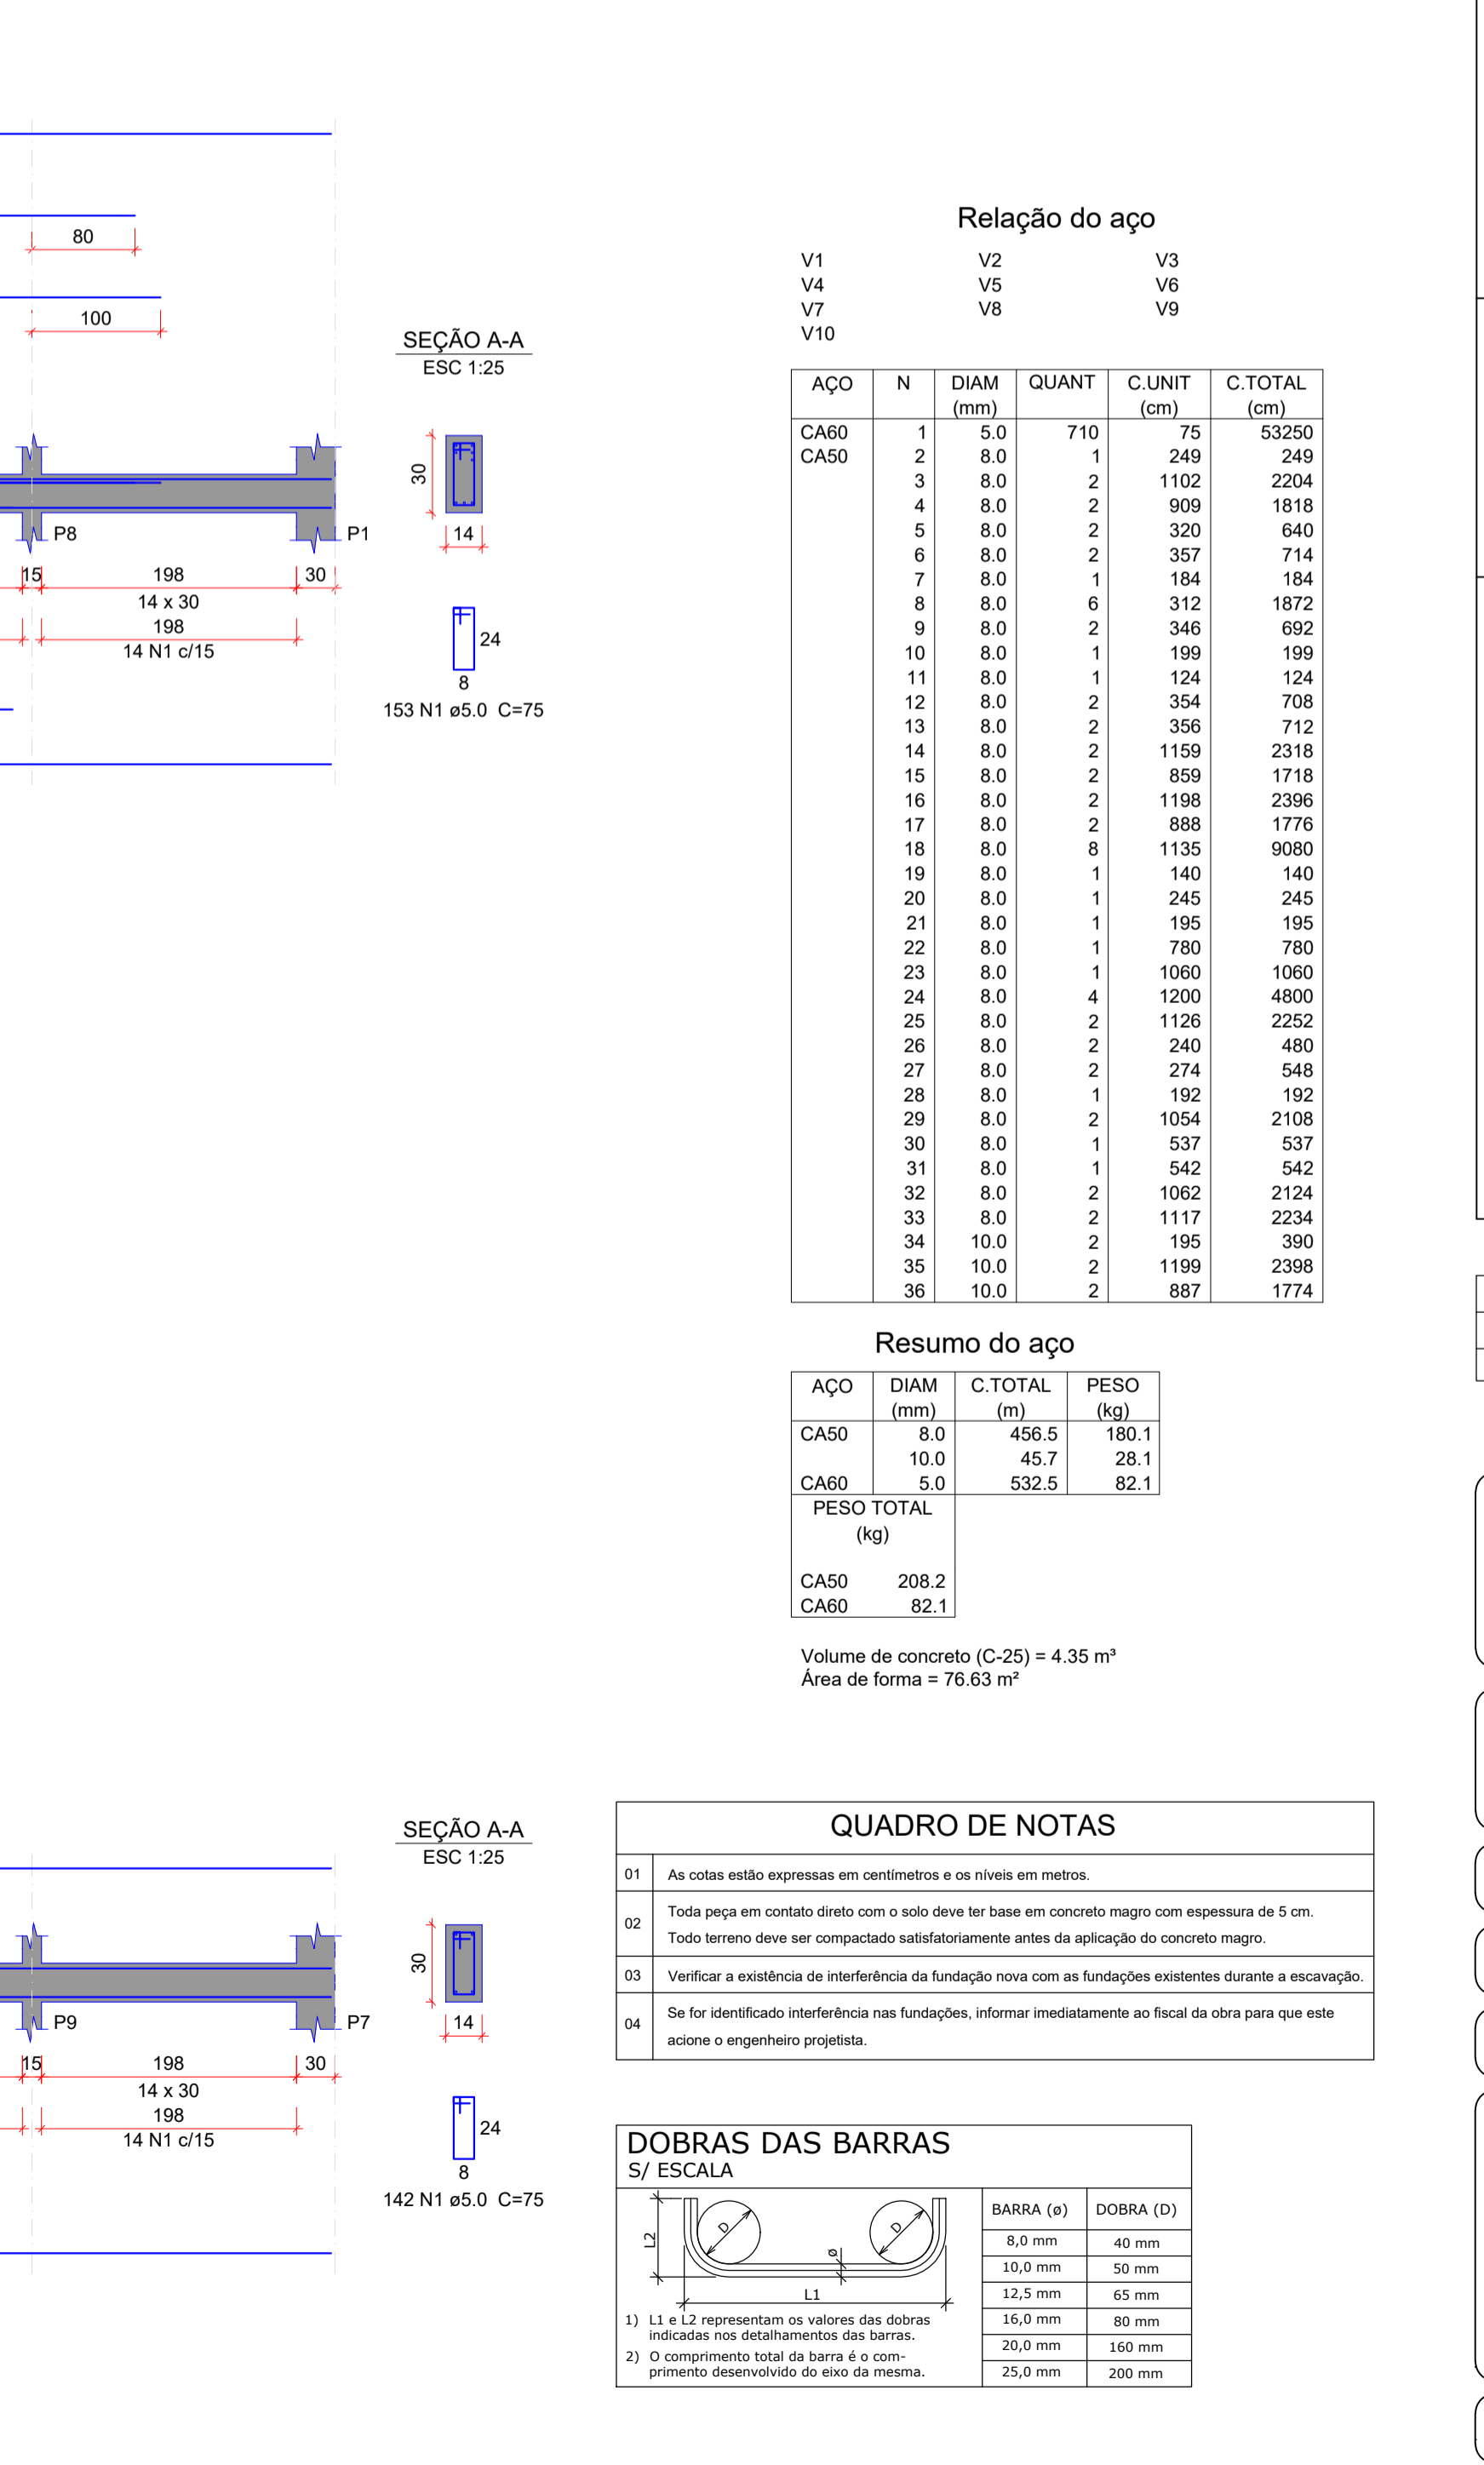 80
100
SEÇÃO A-A
ESC 1:25
30
14
P8
P1
15
198
30
14 x 30
198
14 N1 c/15
24
8
153 N1 ø5.0 C=75
Relação do aço
V1 V2 V3
V4 V5 V6
V7 V8 V9
V10
AÇO N DIAM QUANT C.UNIT C.TOTAL
(mm) (cm) (cm)
CA60 1 5.0 710 75 53250
CA50 2 8.0 1 249 249
3 8.0 2 1102 2204
4 8.0 2 909 1818
5 8.0 2 320 640
6 8.0 2 357 714
7 8.0 1 184 184
8 8.0 6 312 1872
9 8.0 2 346 692
10 8.0 1 199 199
11 8.0 1 124 124
12 8.0 2 354 708
13 8.0 2 356 712
14 8.0 2 1159 2318
15 8.0 2 859 1718
16 8.0 2 1198 2396
17 8.0 2 888 1776
18 8.0 8 1135 9080
19 8.0 1 140 140
20 8.0 1 245 245
21 8.0 1 195 195
22 8.0 1 780 780
23 8.0 1 1060 1060
24 8.0 4 1200 4800
25 8.0 2 1126 2252
26 8.0 2 240 480
27 8.0 2 274 548
28 8.0 1 192 192
29 8.0 2 1054 2108
30 8.0 1 537 537
31 8.0 1 542 542
32 8.0 2 1062 2124
33 8.0 2 1117 2234
34 10.0 2 195 390
35 10.0 2 1199 2398
36 10.0 2 887 1774
Resumo do aço
AÇO DIAM C.TOTAL PESO
(mm) (m) (kg)
CA50 8.0 456.5 180.1
10.0 45.7 28.1
CA60 5.0 532.5 82.1
PESO TOTAL
(kg)
CA50 208.2
CA60 82.1
Volume de concreto (C-25) = 4.35 m³
Área de forma = 76.63 m²
SEÇÃO A-A
ESC 1:25
30
14
P9
P7
15
198
30
14 x 30
198
14 N1 c/15
24
8
142 N1 ø5.0 C=75
QUADRO DE NOTAS
01 As cotas estão expressas em centímetros e os níveis em metros.
02 Toda peça em contato direto com o solo deve ter base em concreto magro com espessura de 5 cm.
Todo terreno deve ser compactado satisfatoriamente antes da aplicação do concreto magro.
03 Verificar a existência de interferência da fundação nova com as fundações existentes durante a escavação.
04 Se for identificado interferência nas fundações, informar imediatamente ao fiscal da obra para que este
acione o engenheiro projetista.
DOBRAS DAS BARRAS
S/ ESCALA
L2
D
D
ø
L1
1) L1 e L2 representam os valores das dobras
indicadas nos detalhamentos das barras.
2) O comprimento total da barra é o com-
primento desenvolvido do eixo da mesma.
BARRA (ø) DOBRA (D)
8,0 mm 40 mm
10,0 mm 50 mm
12,5 mm 65 mm
16,0 mm 80 mm
20,0 mm 160 mm
25,0 mm 200 mm